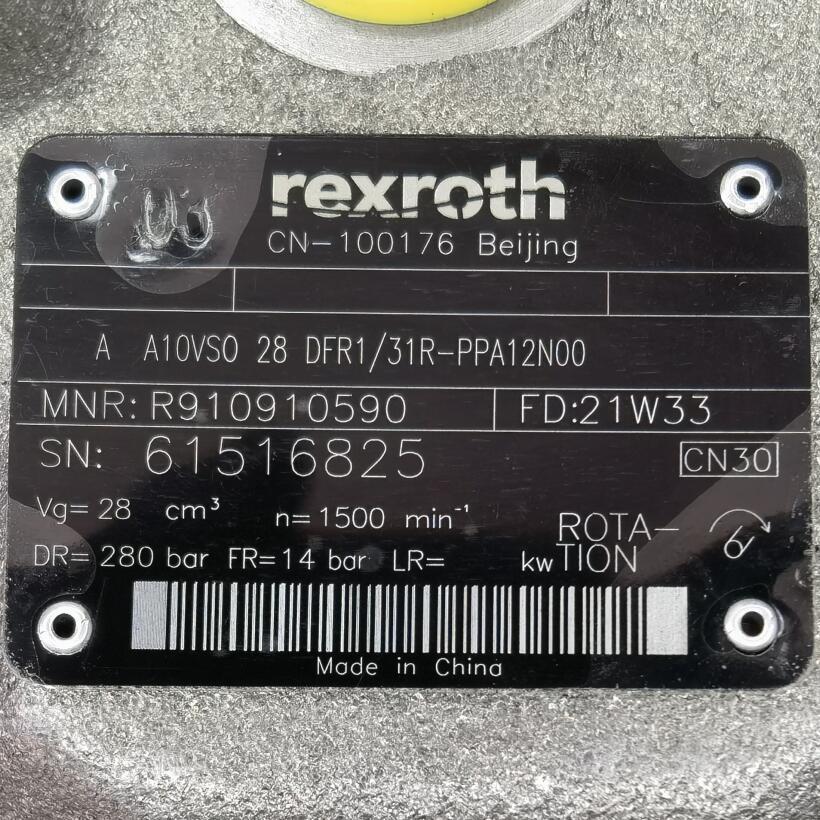 rexroth
CN-100176 Beijing
A A10VSO 28 DFR1/31R-PPA12N00
MNR: R910910590 FD:21W33
SN: 61516825 CN30
Vg= 28 cm³ n= 1500 min⁻¹
ROTA-
TION
DR= 280 bar FR= 14 bar LR= kw
Made in China